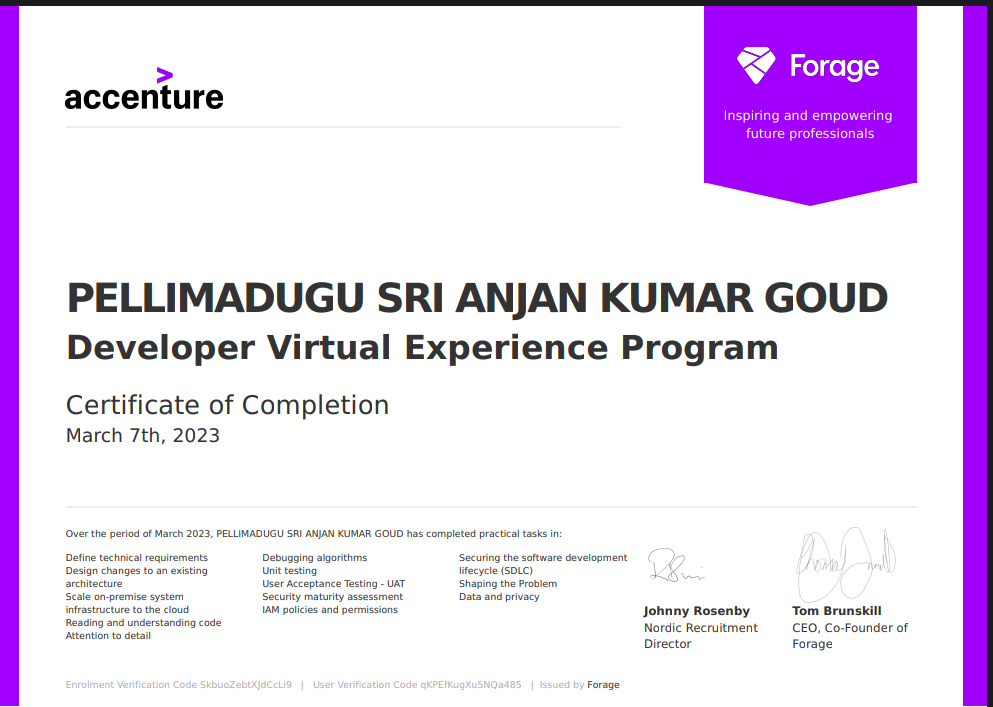 accenture
Forage
Inspiring and empowering
future professionals
PELLIMADUGU SRI ANJAN KUMAR GOUD
Developer Virtual Experience Program
Certificate of Completion
March 7th, 2023
Over the period of March 2023, PELLIMADUGU SRI ANJAN KUMAR GOUD has completed practical tasks in:
Define technical requirements
Design changes to an existing
architecture
Scale on-premise system
infrastructure to the cloud
Reading and understanding code
Attention to detail
Debugging algorithms
Unit testing
User Acceptance Testing - UAT
Security maturity assessment
IAM policies and permissions
Securing the software development
lifecycle (SDLC)
Shaping the Problem
Data and privacy
Johnny Rosenby
Nordic Recruitment
Director
Tom Brunskill
CEO, Co-Founder of
Forage
Enrolment Verification Code SkbuoZebtXJdCcLi9 | User Verification Code qKPEfKugXu5NQa485 | Issued by Forage